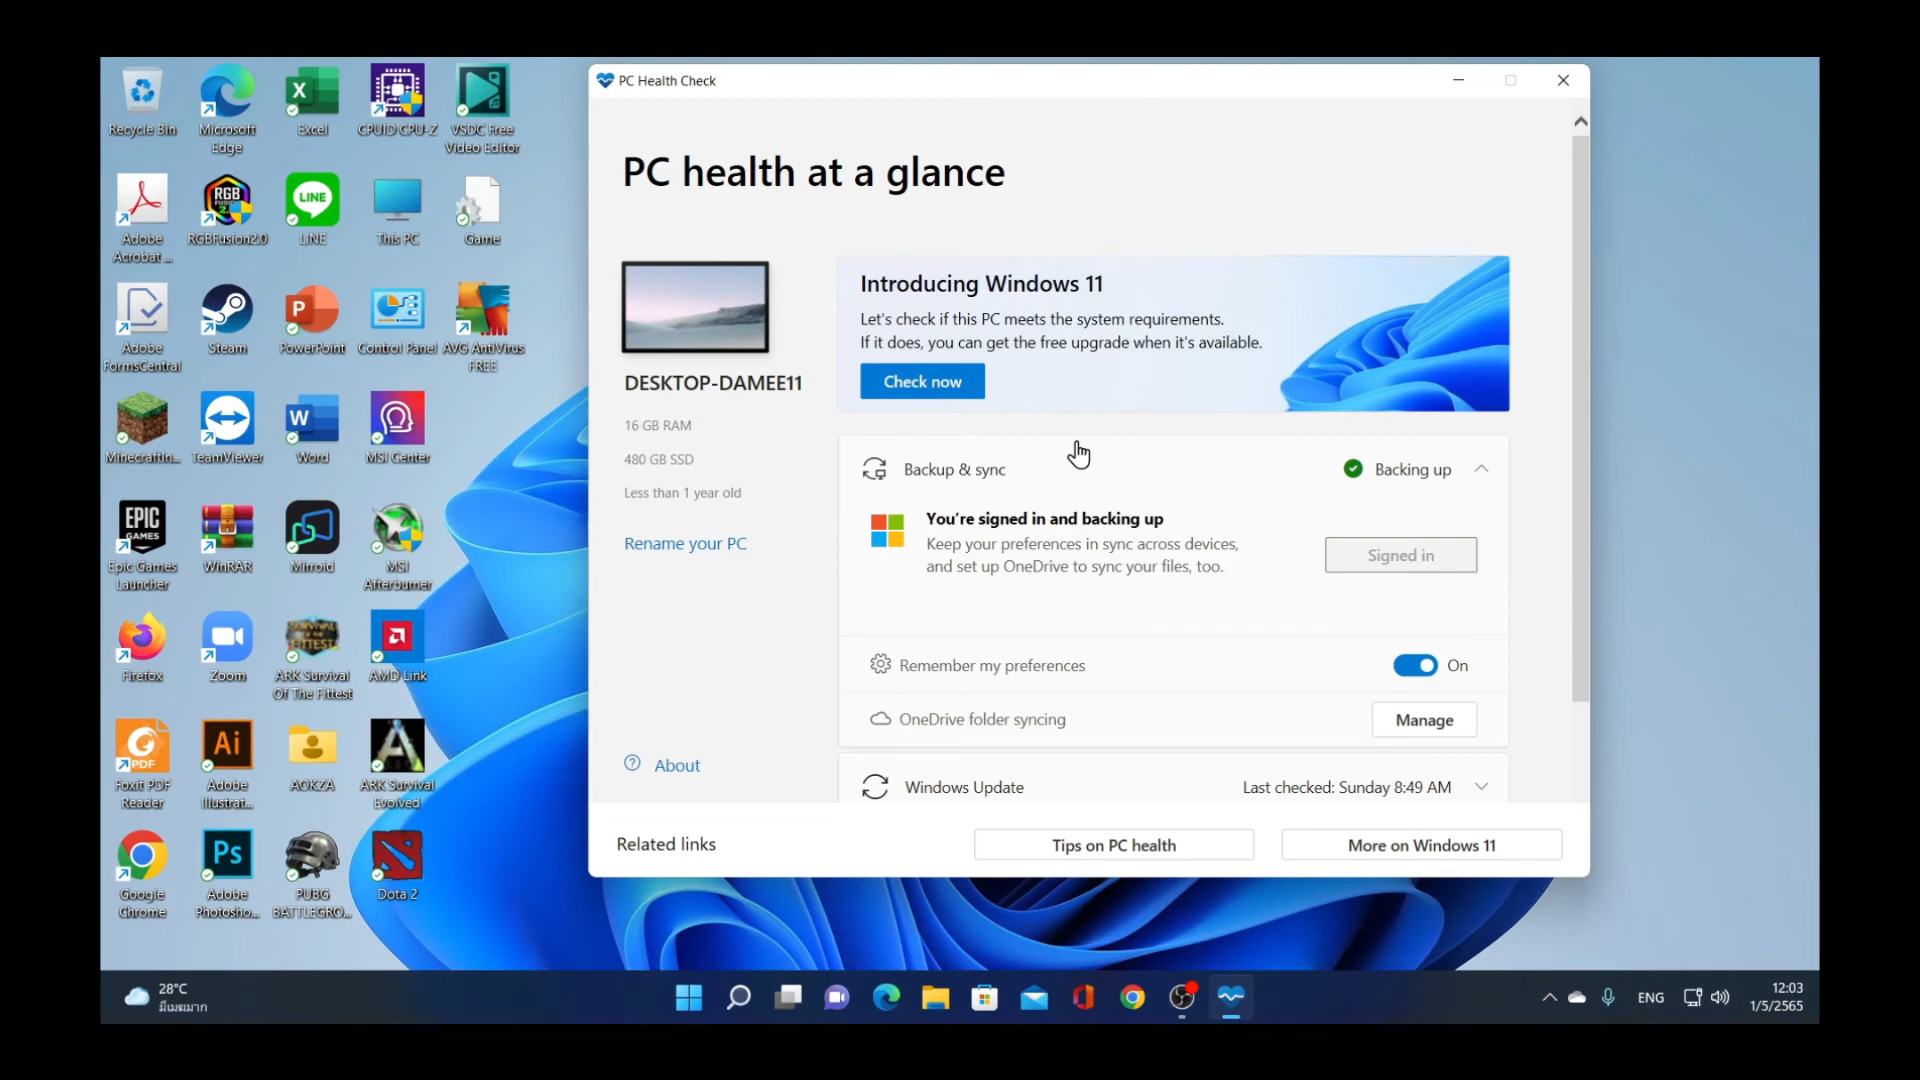 Recycle Bin
Microsoft
Edge
Excel
CPUID CPU-Z
VSDC Free
Video Editor
Adobe
Acrobat ...
RGBFusion2.0
LINE
This PC
Game
Adobe
FormsCentral
Steam
PowerPoint
Control Panel
AVG AntiVirus
FREE
MinecraftIn...
TeamViewer
Word
MSI Center
Epic Games
Launcher
WinRAR
Mirroid
MSI
Afterburner
Firefox
Zoom
ARK Survival
Of The Fittest
AMD Link
Foxit PDF
Reader
Adobe
Illustrat...
AOKZA
ARK Survival
Evolved
Google
Chrome
Adobe
Photosho...
PUBG
BATTLEGRO...
Dota 2
PC Health Check
PC health at a glance
DESKTOP-DAMEE11
16 GB RAM
480 GB SSD
Less than 1 year old
Rename your PC
About
Introducing Windows 11
Let's check if this PC meets the system requirements.
If it does, you can get the free upgrade when it's available.
Check now
Backup & sync
Backing up
You're signed in and backing up
Keep your preferences in sync across devices,
and set up OneDrive to sync your files, too.
Signed in
Remember my preferences
On
OneDrive folder syncing
Manage
Windows Update
Last checked: Sunday 8:49 AM
Related links
Tips on PC health
More on Windows 11
28°C
มีเมฆมาก
ENG
12:03
1/5/2565